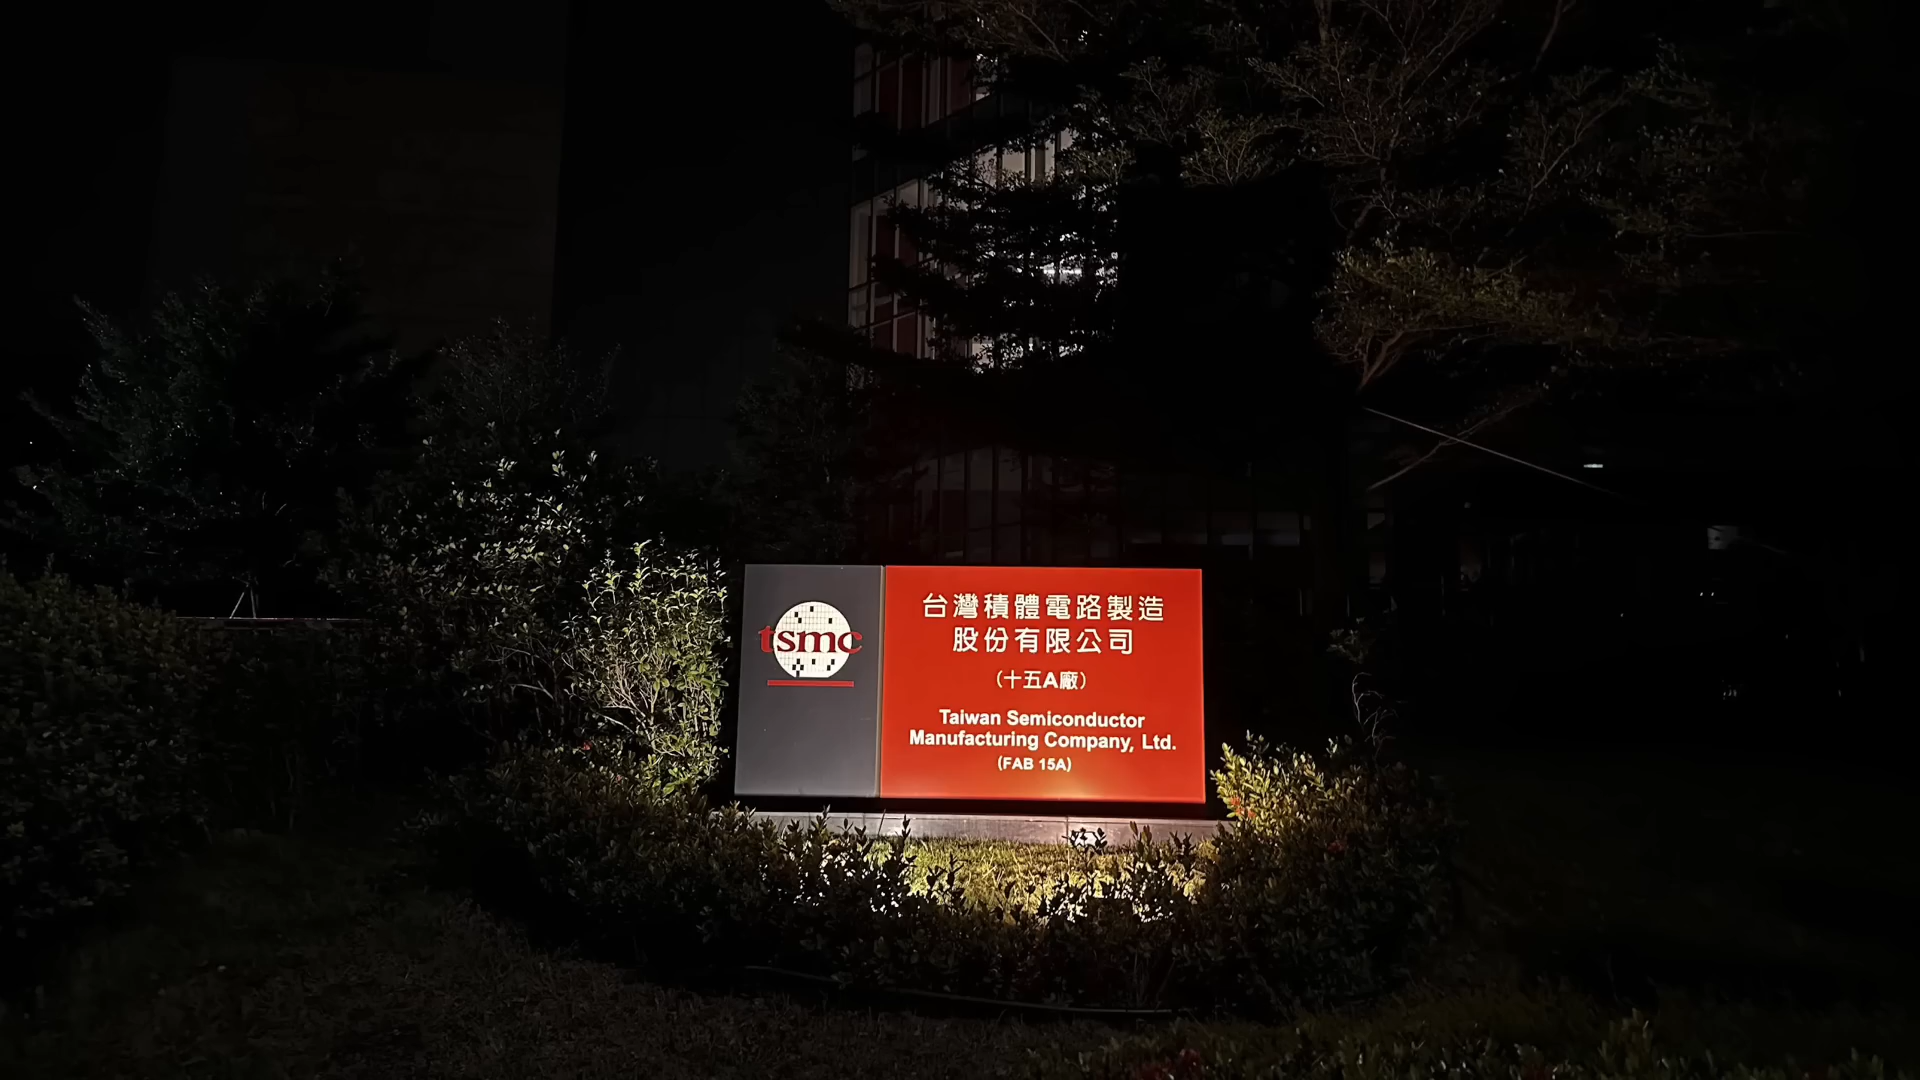 tsmc
台灣積體電路製造
股份有限公司
(十五A廠)
Taiwan Semiconductor
Manufacturing Company, Ltd.
(FAB 15A)